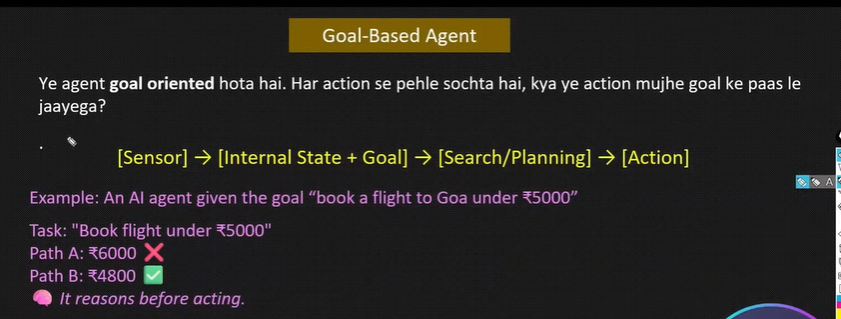 Goal-Based Agent
Ye agent goal oriented hota hai. Har action se pehle sochta hai, kya ye action mujhe goal ke paas le
jaayega?
.
[Sensor] → [Internal State + Goal] → [Search/Planning] → [Action]
Example: An AI agent given the goal “book a flight to Goa under ₹5000”
Task: "Book flight under ₹5000"
Path A: ₹6000 ❌
Path B: ₹4800 ✅
🧠 It reasons before acting.